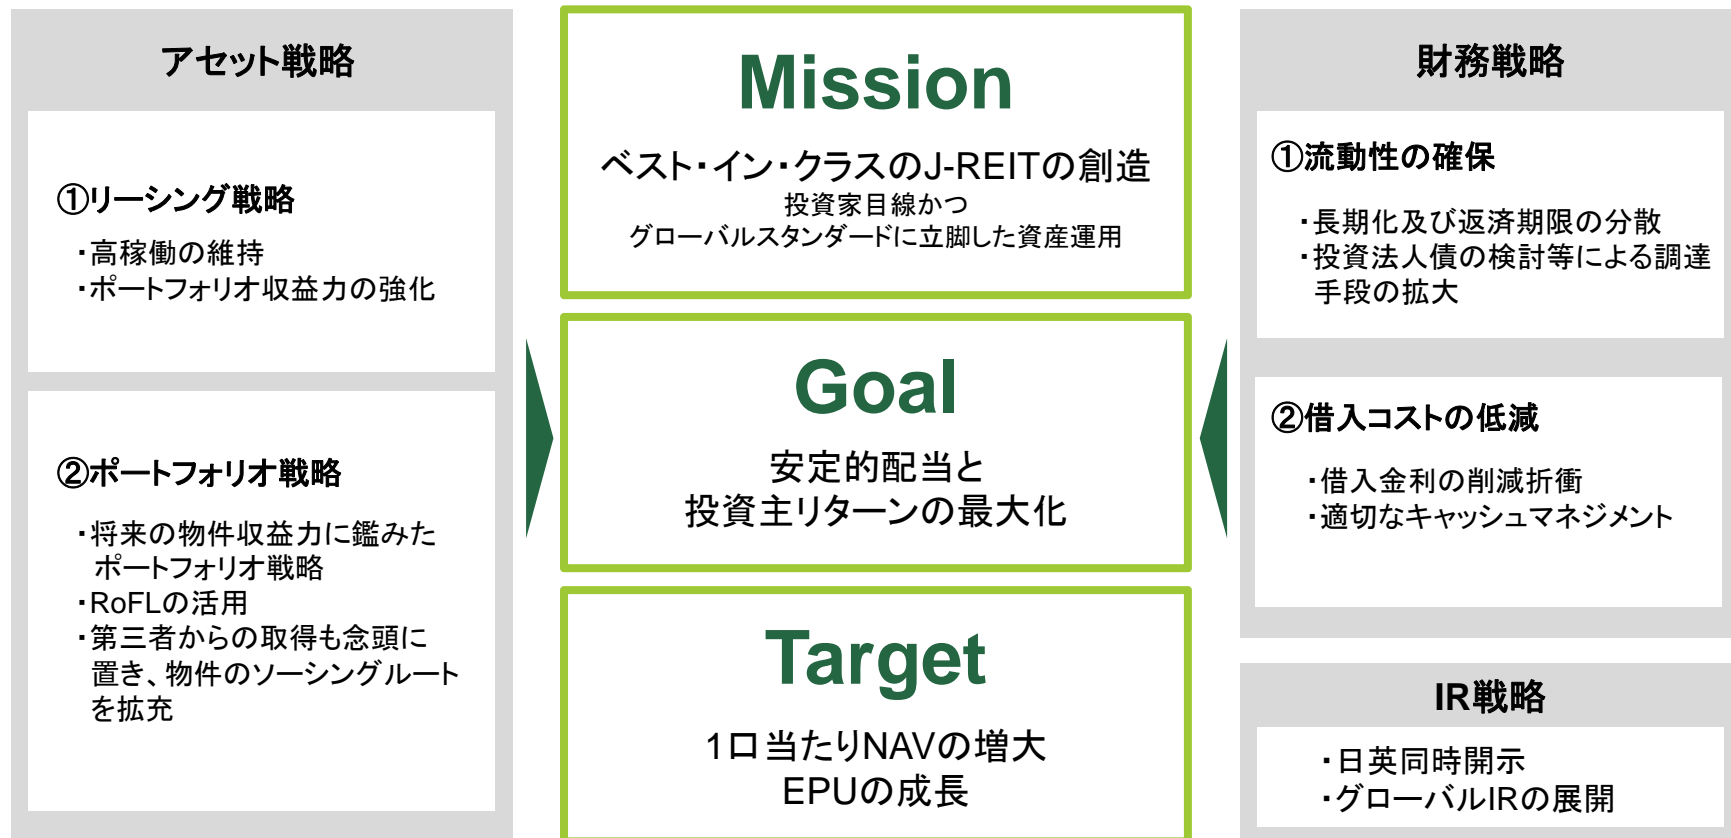 アセット戦略
①リーシング戦略
・高稼働の維持
・ポートフォリオ収益力の強化
②ポートフォリオ戦略
・将来の物件収益力に鑑みた
ポートフォリオ戦略
・RoFLの活用
・第三者からの取得も念頭に
置き、物件のソーシングルート
を拡充
Mission
ベスト・イン・クラスのJ-REITの創造
投資家目線かつ
グローバルスタンダードに立脚した資産運用
Goal
安定的配当と
投資主リターンの最大化
Target
1口当たりNAVの増大
EPUの成長
財務戦略
①流動性の確保
・長期化及び返済期限の分散
・投資法人債の検討等による調達
手段の拡大
②借入コストの低減
・借入金利の削減折衝
・適切なキャッシュマネジメント
IR戦略
・日英同時開示
・グローバルIRの展開